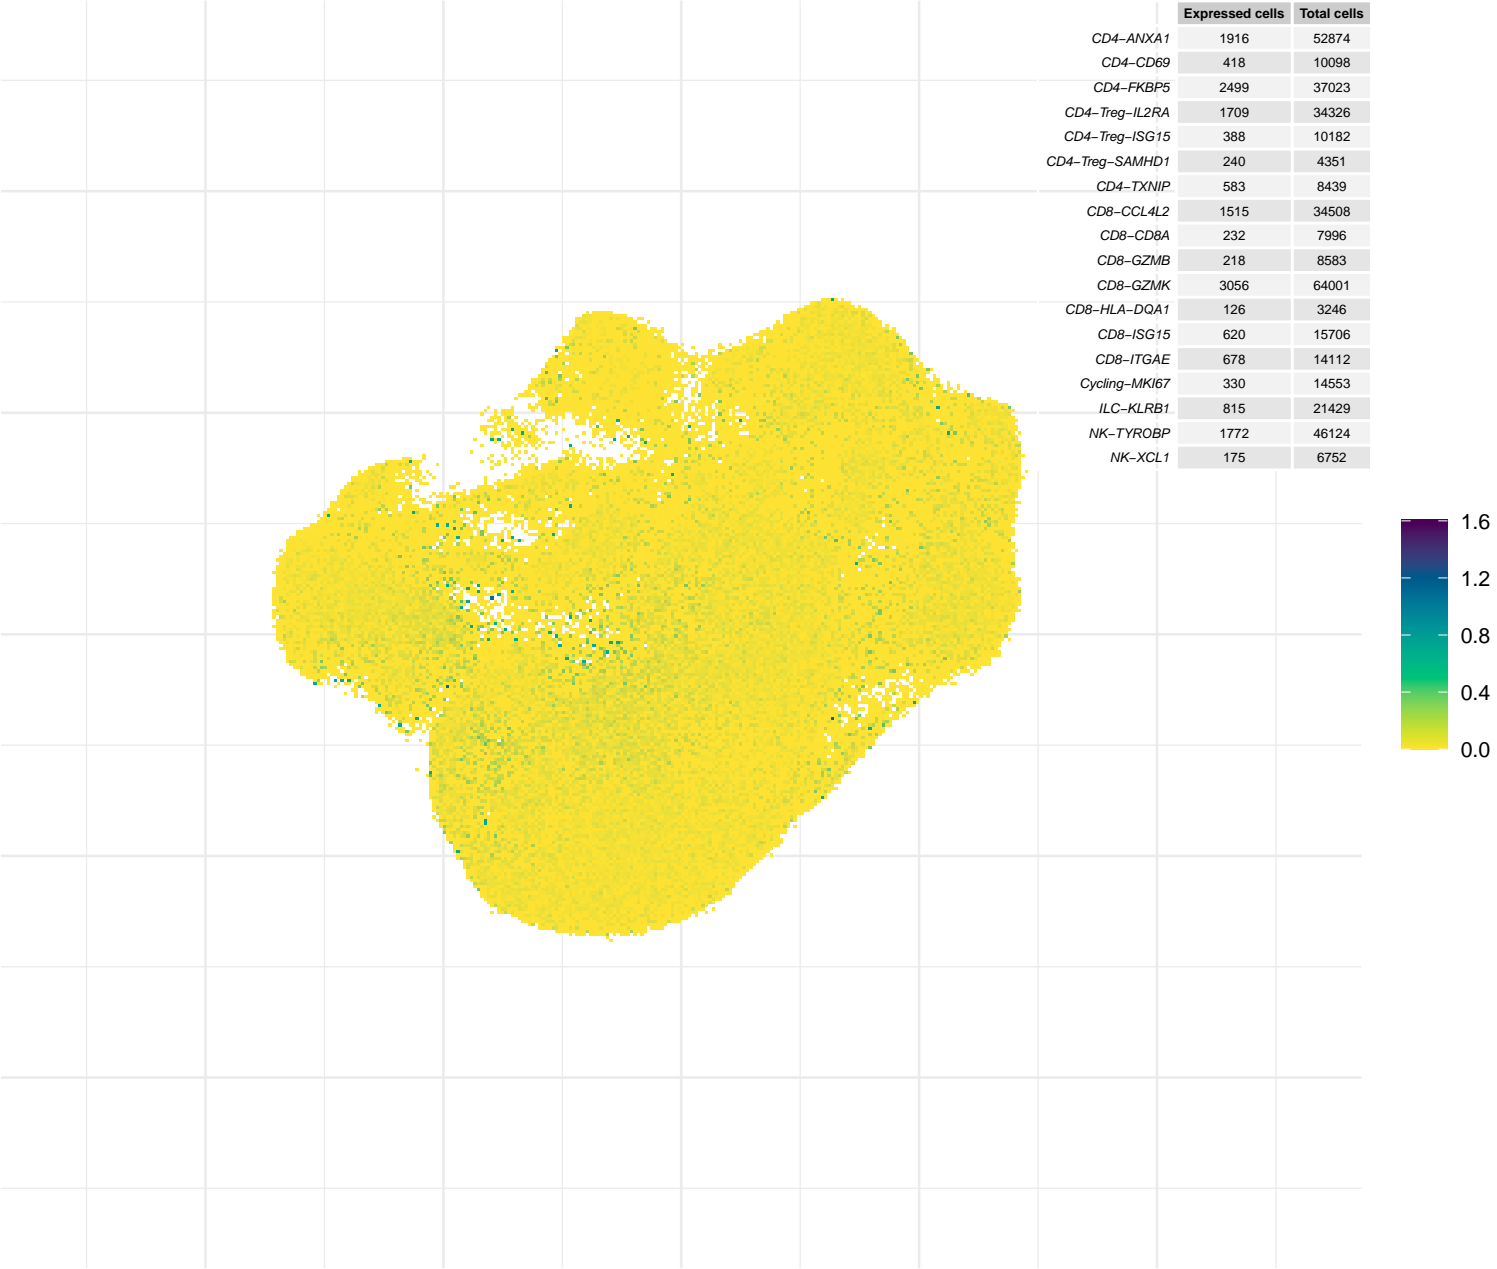 Expressed cells Total cells
CD4−ANXA1 1916 52874
CD4−CD69 418 10098
CD4−FKBP5 2499 37023
CD4−Treg−IL2RA 1709 34326
CD4−Treg−ISG15 388 10182
CD4−Treg−SAMHD1 240 4351
CD4−TXNIP 583 8439
CD8−CCL4L2 1515 34508
CD8−CD8A 232 7996
CD8−GZMB 218 8583
CD8−GZMK 3056 64001
CD8−HLA−DQA1 126 3246
CD8−ISG15 620 15706
CD8−ITGAE 678 14112
Cycling−MKI67 330 14553
ILC−KLRB1 815 21429
NK−TYROBP 1772 46124
NK−XCL1 175 6752
1.6
1.2
0.8
0.4
0.0